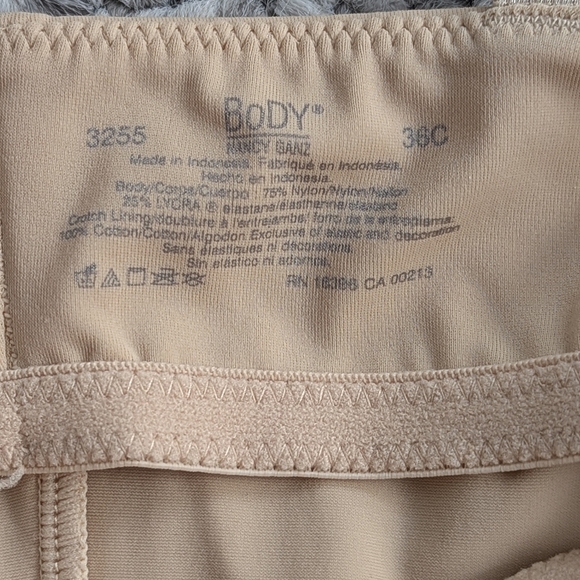 BODY®
NANCY GANZ
3255
36C
Made in Indonesia. Fabriqué en Indonésia.
Hecho en Indonesia.
Body/Corps/Cuerpo : 75% Nylon/Nylon/Nailon
25% LYCRA ® elastane/élasthanne/elastano
Crotch Lining/doublure à l'entrejambe/ forro de la entrepierna:
100% Cotton/Cotton/Algodon Exclusive of elastic and decoration
Sans élastiques ni décorations.
Sin elástico ni adornos.
RN 16396 CA 00213